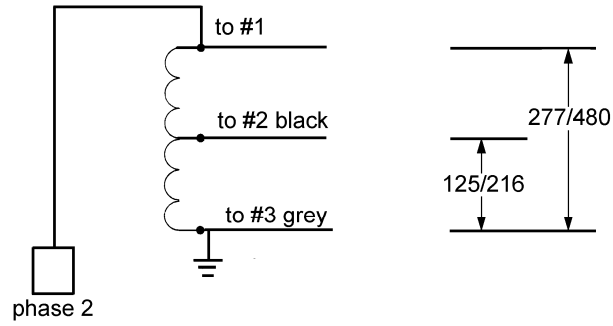 to #1
277/480
to #2 black
125/216
to #3 grey
phase 2